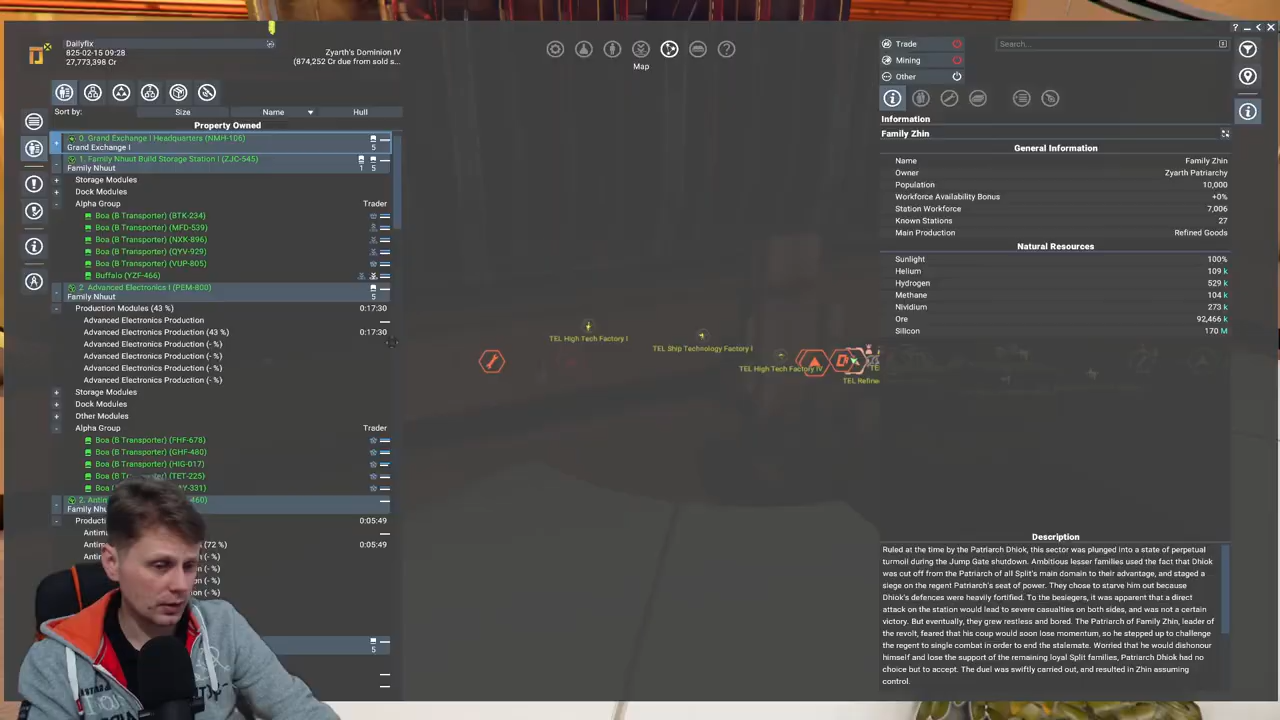 Dailyfix
825-02-15 09:28
27,773,398 Cr
Zyarth's Dominion IV
(874,252 Cr due from sold s...
Map
Sort by:
Size
Name
Hull
Property Owned
0. Grand Exchange I Headquarters (NMH-106)
Grand Exchange I
5
1. Family Nhuut Build Storage Station I (ZJC-545)
Family Nhuut
1 5
Storage Modules
Dock Modules
Alpha Group
Trader
Boa (B Transporter) (BTK-234)
Boa (B Transporter) (MFD-539)
Boa (B Transporter) (NXK-896)
Boa (B Transporter) (QYV-929)
Boa (B Transporter) (VUP-805)
Buffalo (YZF-466)
2. Advanced Electronics I (PEM-800)
Family Nhuut
5
Production Modules (43 %)
0:17:30
Advanced Electronics Production
Advanced Electronics Production (43 %)
0:17:30
Advanced Electronics Production (- %)
Advanced Electronics Production (- %)
Advanced Electronics Production (- %)
Advanced Electronics Production (- %)
Storage Modules
Dock Modules
Other Modules
Alpha Group
Trader
Boa (B Transporter) (FHF-678)
Boa (B Transporter) (GHF-480)
Boa (B Transporter) (HIG-017)
Boa (B Transporter) (TET-225)
0:05:49
(72 %)
0:05:49
(- %)
(- %)
(- %)
(- %)
5
TEL High Tech Factory I
TEL Ship Technology Factory I
TEL High Tech Factory IV
TEL Refine
Trade
Mining
Other
Search...
Information
Family Zhin
General Information
Name
Family Zhin
Owner
Zyarth Patriarchy
Population
10,000
Workforce Availability Bonus
+0%
Station Workforce
7,006
Known Stations
27
Main Production
Refined Goods
Natural Resources
Sunlight
100%
Helium
109 k
Hydrogen
529 k
Methane
104 k
Nividium
273 k
Ore
92,466 k
Silicon
170 M
Description
Ruled at the time by the Patriarch Dhiok, this sector was plunged into a state of perpetual
turmoil during the Jump Gate shutdown. Ambitious lesser families used the fact that Dhiok
was cut off from the Patriarch of all Split's main domain to their advantage, and staged a
siege on the regent Patriarch's seat of power. They chose to starve him out because
Dhiok's defences were heavily fortified. To the besiegers, it was apparent that a direct
attack on the station would lead to severe casualties on both sides, and was not a certain
victory. But eventually, they grew restless and bored. The Patriarch of Family Zhin, leader of
the revolt, feared that his coup would soon lose momentum, so he stepped up to challenge
the regent to single combat in order to end the stalemate. Worried that he would dishonour
himself and lose the support of the remaining loyal Split families, Patriarch Dhiok had no
choice but to accept. The duel was swiftly carried out, and resulted in Zhin assuming
control.